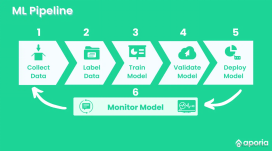 ML Pipeline
1
2
3
4
5
Collect
Data
Label
Data
Train
Model
Validate
Model
Deploy
Model
6
Monitor Model
aporia